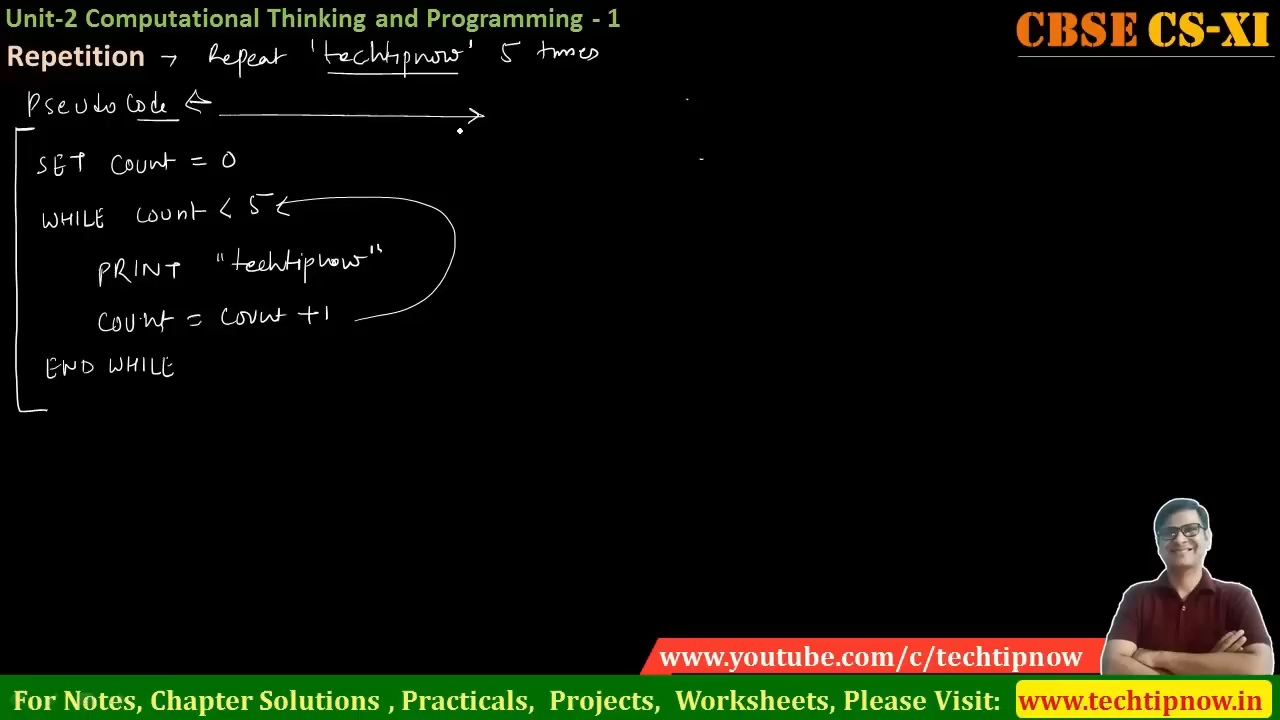 Unit-2 Computational Thinking and Programming - 1
CBSE CS-XI
Repetition → Repeat 'techtipnow' 5 times
Pseudo Code
SET Count = 0
WHILE Count < 5
PRINT "techtipnow"
Count = Count +1
END WHILE
www.youtube.com/c/techtipnow
For Notes, Chapter Solutions , Practicals, Projects, Worksheets, Please Visit: www.techtipnow.in